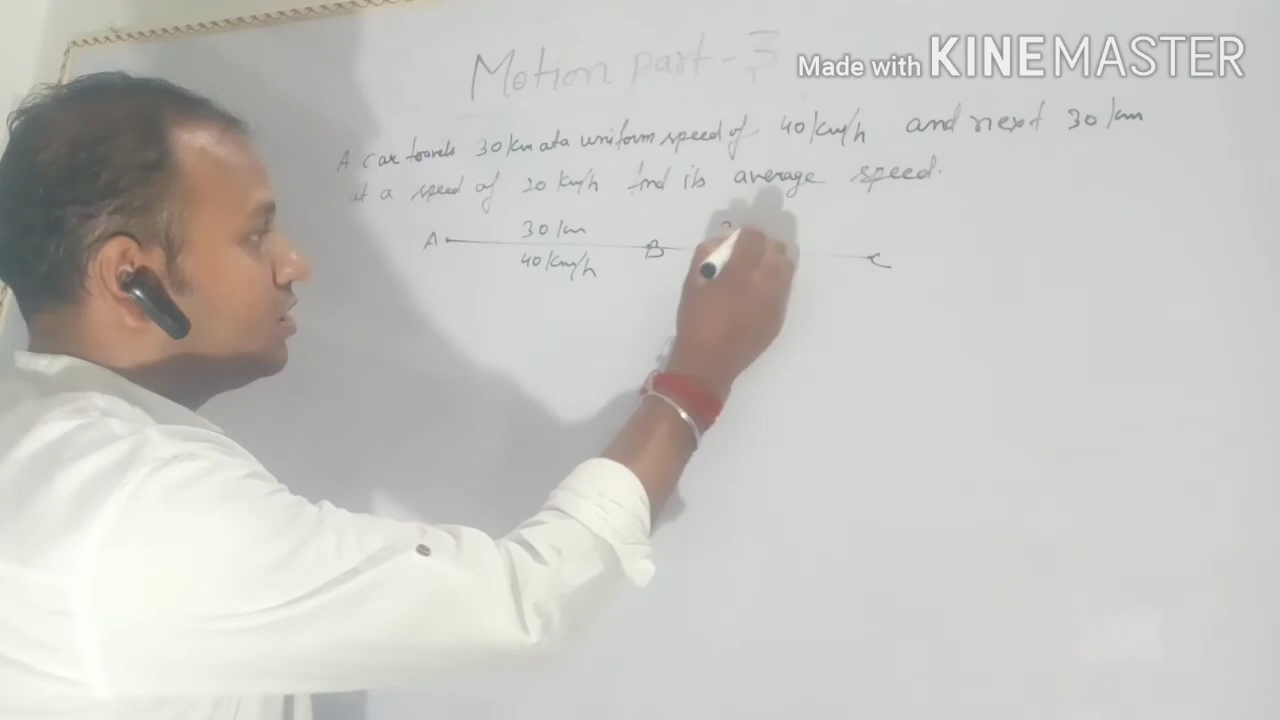 Motion part - 3
Made with KINEMASTER
A car travels 30 km at a uniform speed of 40 km/h and next 30 km
at a speed of 20 km/h find its average speed.
A 30 km B C
40 km/h